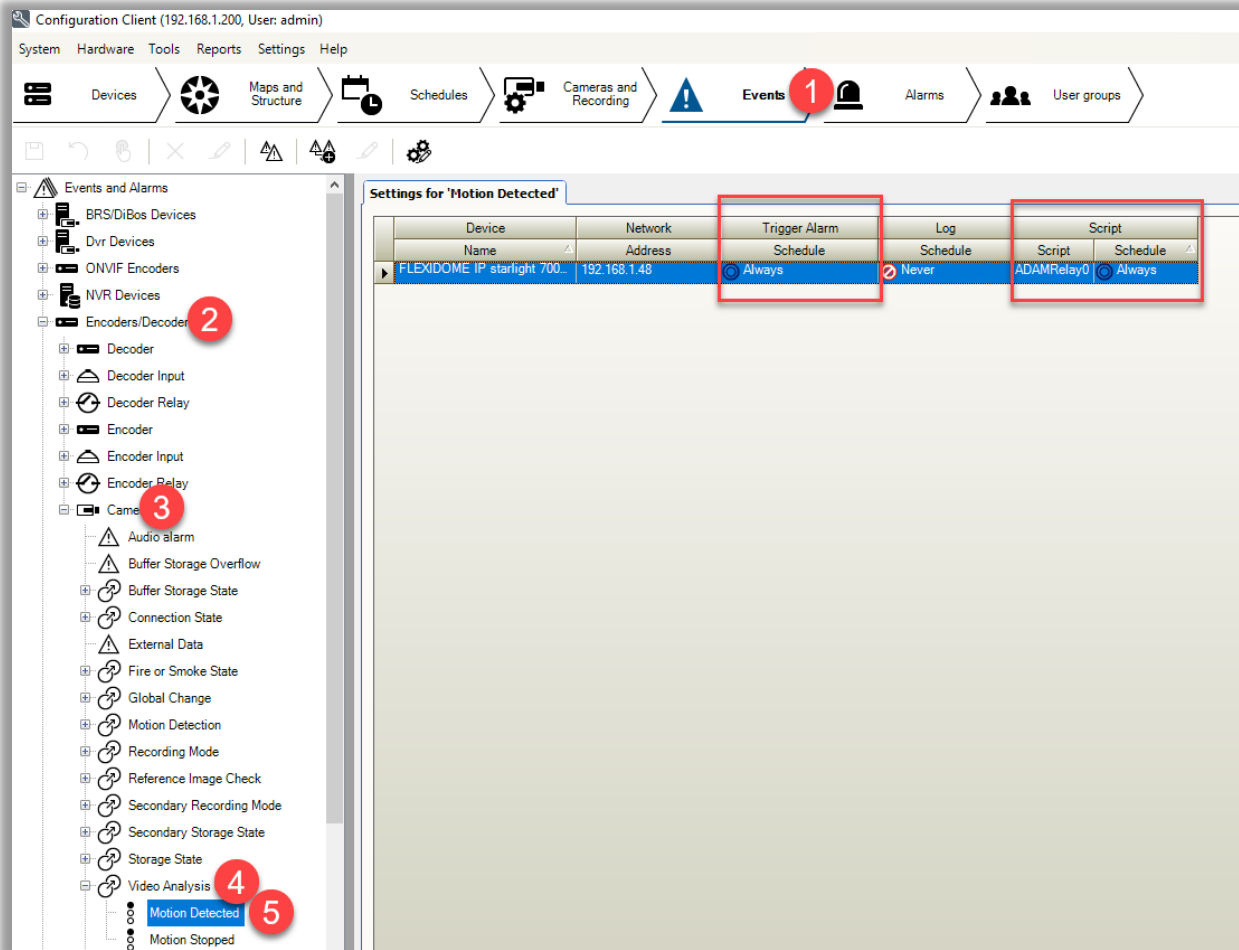 Configuration Client (192.168.1.200, User: admin)
System Hardware Tools Reports Settings Help
Devices
Maps and
Structure
Schedules
Cameras and
Recording
Events
1
Alarms
User groups
Events and Alarms
BRS/DiBos Devices
Dvr Devices
ONVIF Encoders
NVR Devices
Encoders/Decoder
2
Decoder
Decoder Input
Decoder Relay
Encoder
Encoder Input
Encoder Relay
Came
3
Audio alarm
Buffer Storage Overflow
Buffer Storage State
Connection State
External Data
Fire or Smoke State
Global Change
Motion Detection
Recording Mode
Reference Image Check
Secondary Recording Mode
Secondary Storage State
Storage State
Video Analysis
4
Motion Detected
5
Motion Stopped
Settings for 'Motion Detected'
Device Network Trigger Alarm Log Script
Name Address Schedule Schedule Script Schedule
FLEXIDOME IP starlight 700... 192.168.1.48 Always Never ADAMRelay0 Always